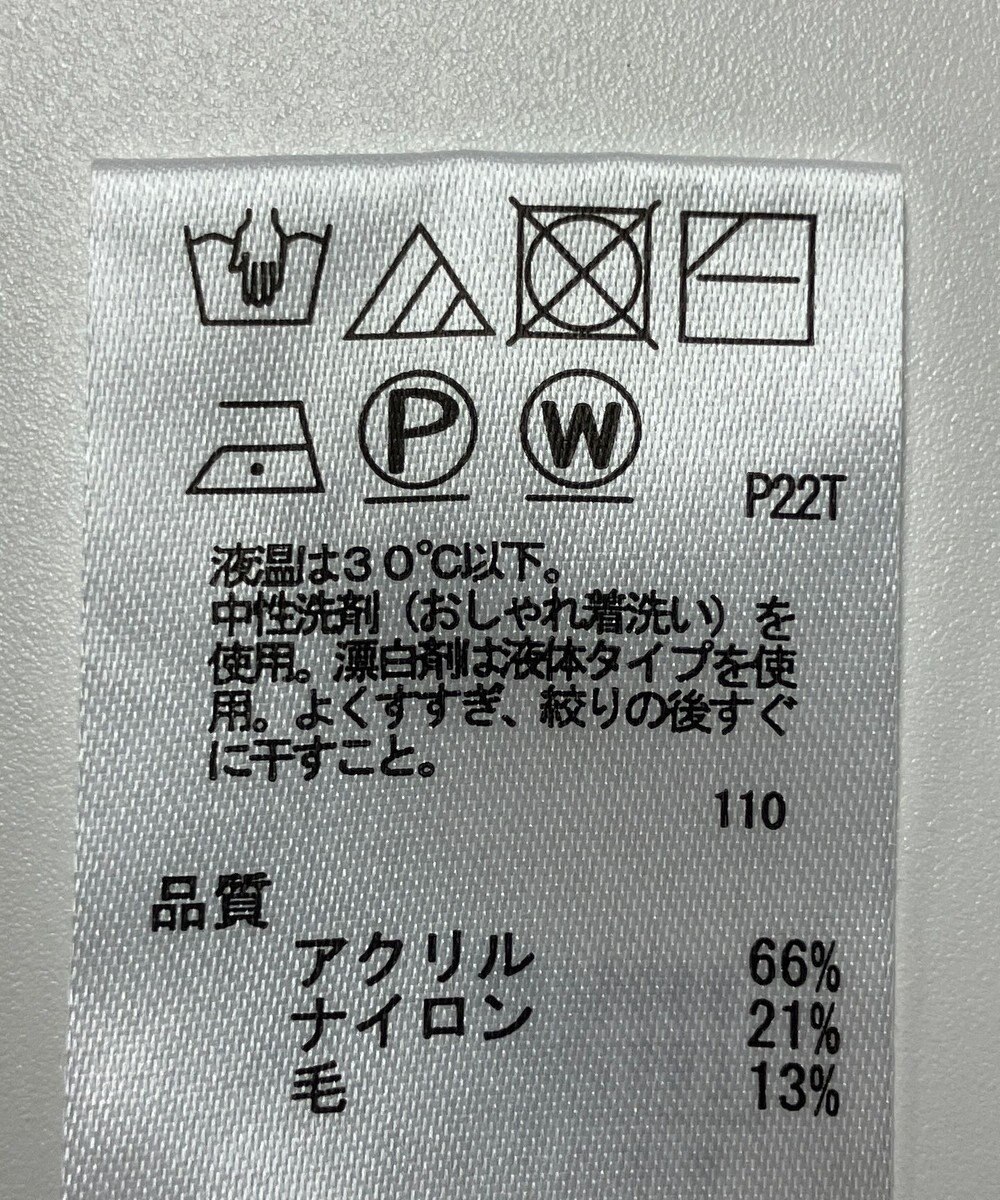 P W
P22T
液温は30℃以下。
中性洗剤（おしゃれ着洗い）を
使用。漂白剤は液体タイプを使
用。よくすすぎ、絞りの後すぐ
に干すこと。
110
品質
アクリル 66%
ナイロン 21%
毛 13%